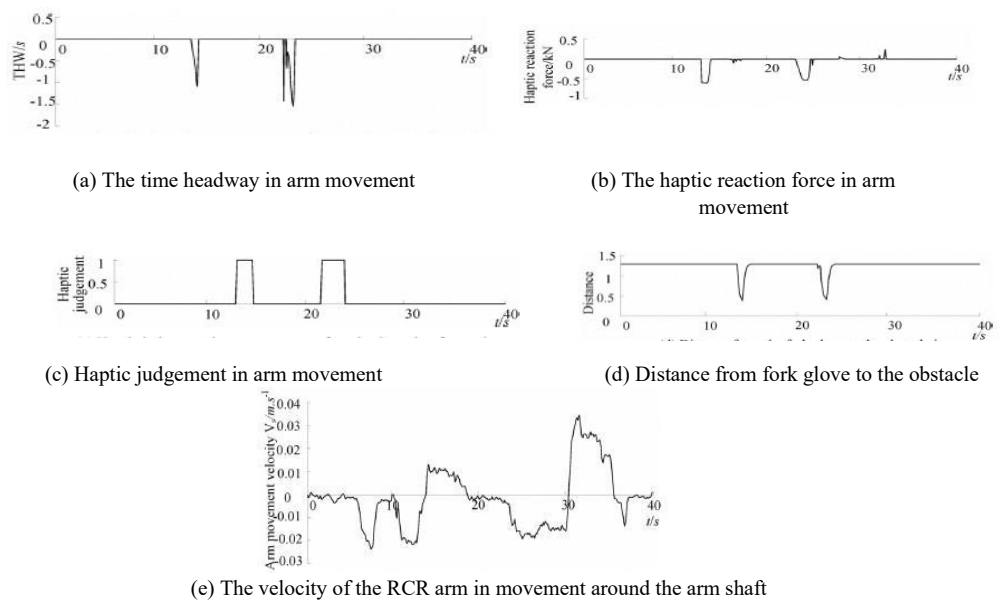 0.5
0
-0.5
-1
-1.5
-2
THW/s
0 10 20 30 40
t/s
0.5
0
-0.5
-1
Haptic reaction
force/kN
0 10 20 30 40
t/s
(a) The time headway in arm movement
(b) The haptic reaction force in arm
movement
1
0.5
0
Haptic
judgement
0 10 20 30 40
t/s
1.5
1
0.5
0
Distance
0 10 20 30 40
t/s
(c) Haptic judgement in arm movement
(d) Distance from fork glove to the obstacle
0.04
0.03
0.02
0.01
0
-0.01
-0.02
-0.03
Arm movement velocity V /m.s⁻¹
0 10 20 30 40
t/s
(e) The velocity of the RCR arm in movement around the arm shaft